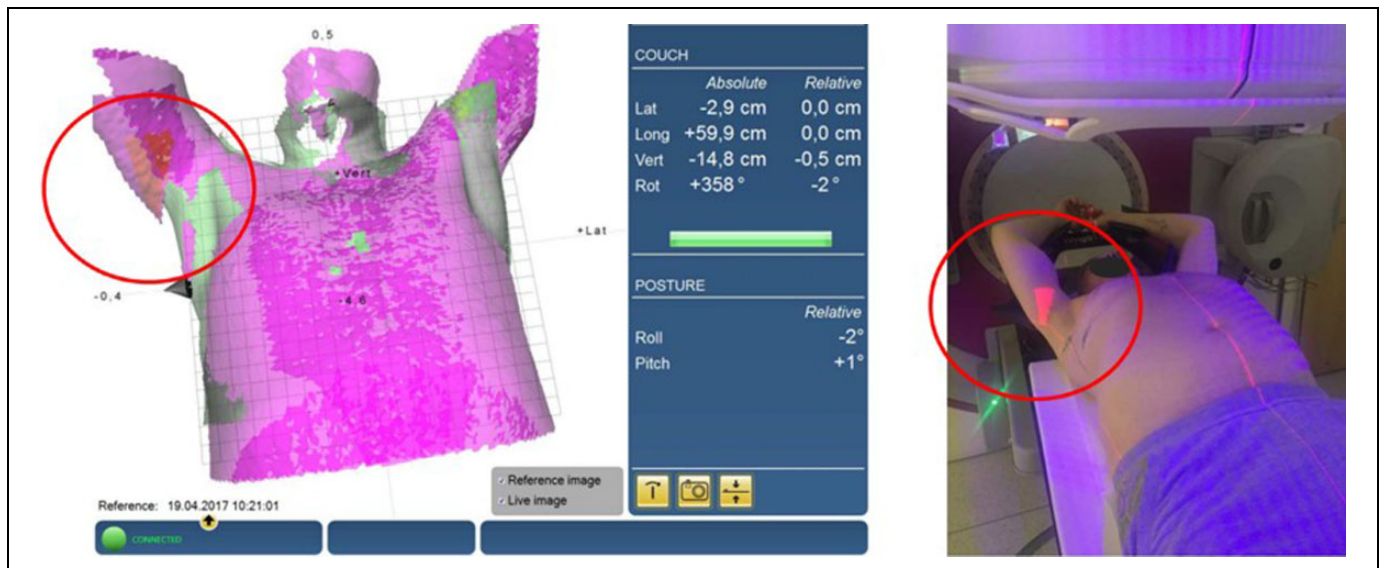 0,5
+Vert
+Lat
-0,4
-4,6
Reference image
Live image
Reference: 19.04.2017 10:21:01
CONNECTED
COUCH
Absolute Relative
Lat -2,9 cm 0,0 cm
Long +59,9 cm 0,0 cm
Vert -14,8 cm -0,5 cm
Rot +358° -2°
POSTURE
Relative
Roll -2°
Pitch +1°